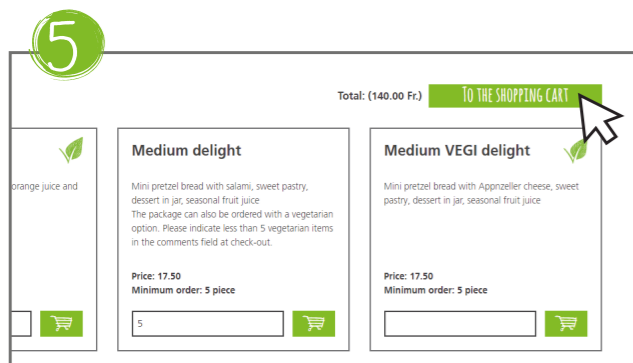 5
Total: (140.00 Fr.)
TO THE SHOPPING CART
orange juice and
Medium delight
Mini pretzel bread with salami, sweet pastry,
dessert in jar, seasonal fruit juice
The package can also be ordered with a vegetarian
option. Please indicate less than 5 vegetarian items
in the comments field at check-out.
Price: 17.50
Minimum order: 5 piece
5
Medium VEGI delight
Mini pretzel bread with Appnzeller cheese, sweet
pastry, dessert in jar, seasonal fruit juice
Price: 17.50
Minimum order: 5 piece